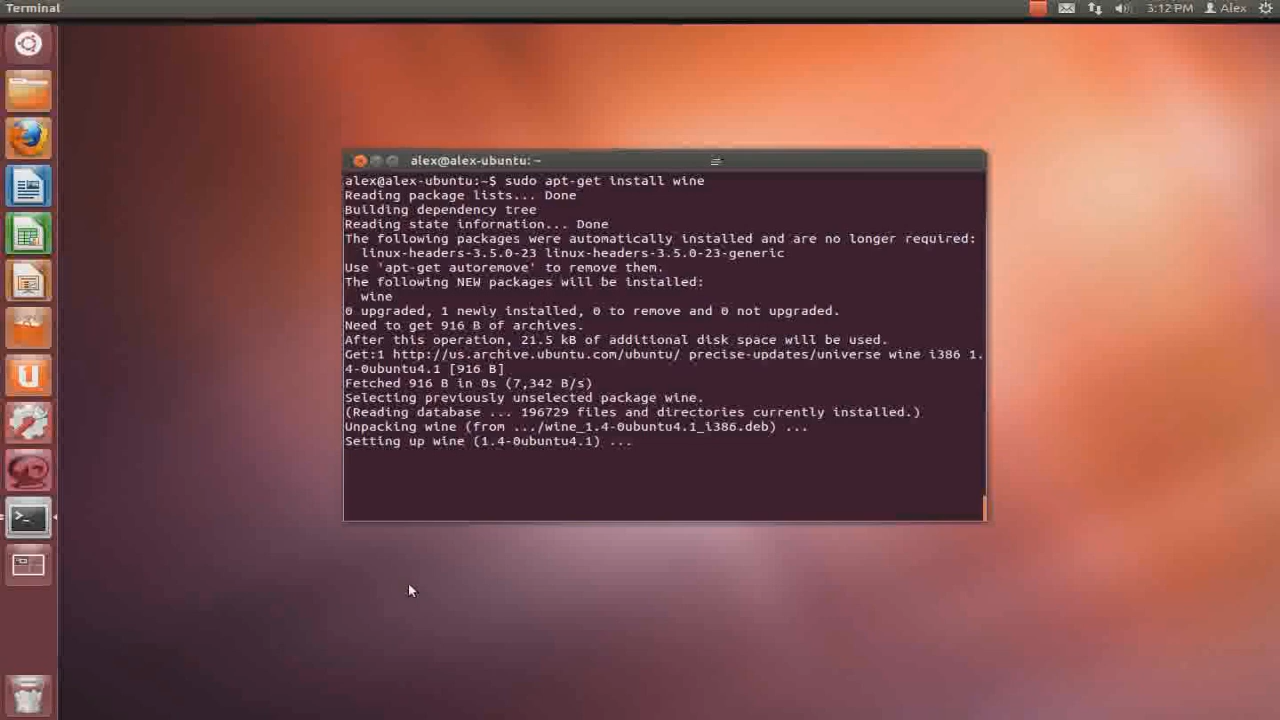 Terminal
3:12 PM Alex
alex@alex-ubuntu: ~
alex@alex-ubuntu:~$ sudo apt-get install wine
Reading package lists... Done
Building dependency tree
Reading state information... Done
The following packages were automatically installed and are no longer required:
linux-headers-3.5.0-23 linux-headers-3.5.0-23-generic
Use 'apt-get autoremove' to remove them.
The following NEW packages will be installed:
wine
0 upgraded, 1 newly installed, 0 to remove and 0 not upgraded.
Need to get 916 B of archives.
After this operation, 21.5 kB of additional disk space will be used.
Get:1 http://us.archive.ubuntu.com/ubuntu/ precise-updates/universe wine i386 1.
4-0ubuntu4.1 [916 B]
Fetched 916 B in 0s (7,342 B/s)
Selecting previously unselected package wine.
(Reading database ... 196729 files and directories currently installed.)
Unpacking wine (from .../wine_1.4-0ubuntu4.1_i386.deb) ...
Setting up wine (1.4-0ubuntu4.1) ...